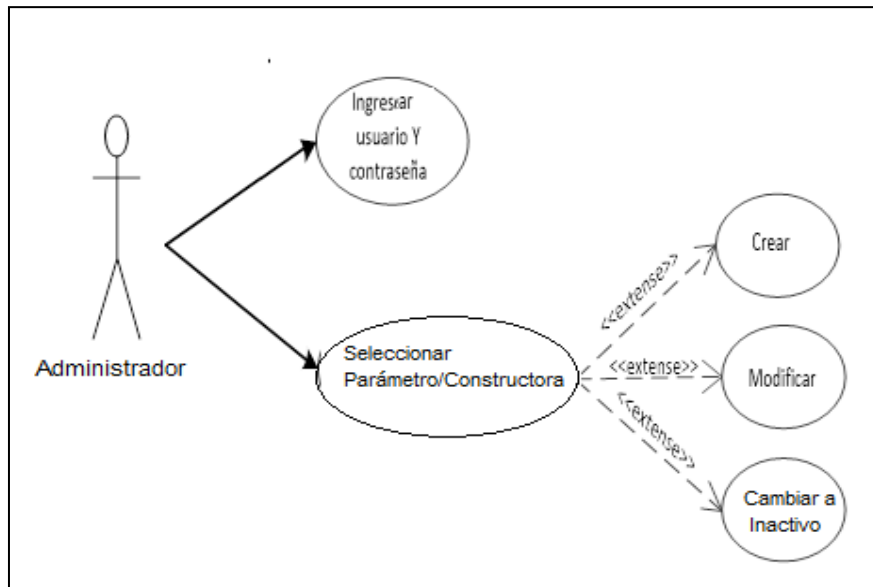 Ingresar
usuario Y
contraseña
Crear
<<extense>>
Administrador
Seleccionar
Parámetro/Constructora
<<extense>>
Modificar
<<extense>>
Cambiar a
Inactivo